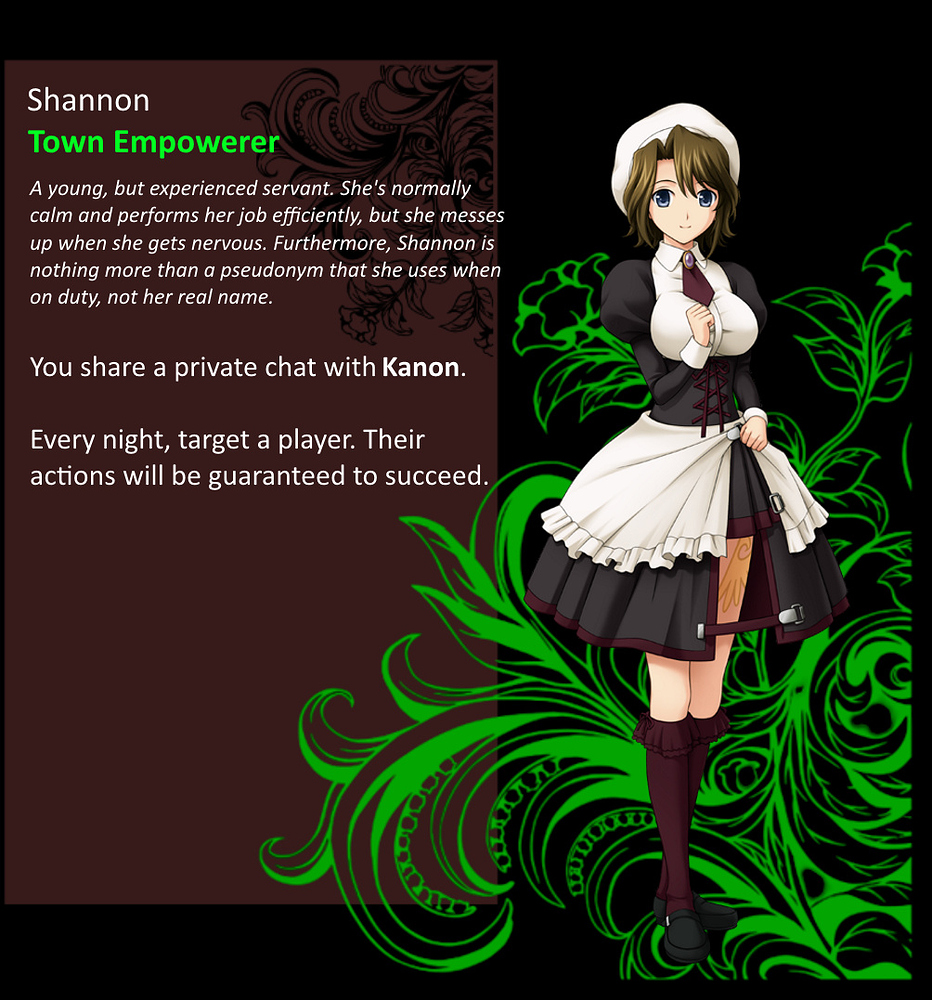 Shannon
Town Empowerer
A young, but experienced servant. She's normally
calm and performs her job efficiently, but she messes
up when she gets nervous. Furthermore, Shannon is
nothing more than a pseudonym that she uses when
on duty, not her real name.
You share a private chat with Kanon.
Every night, target a player. Their
actions will be guaranteed to succeed.